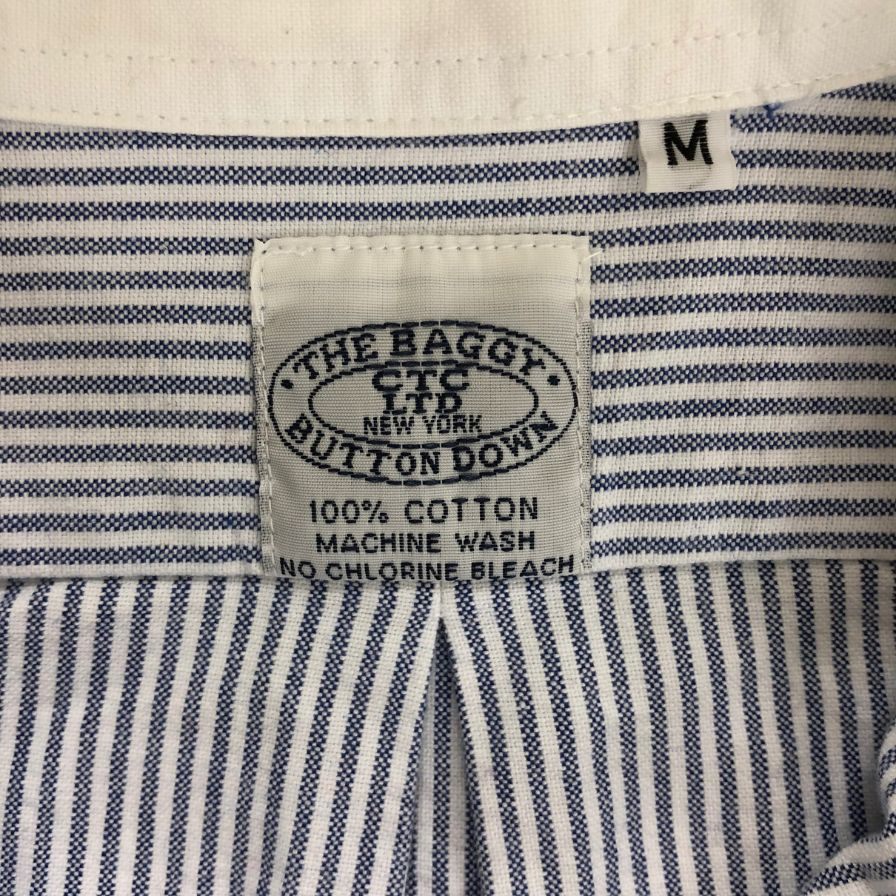 M
THE BAGGY
CTC
LTD
NEW YORK
BUTTON DOWN
100% COTTON
MACHINE WASH
NO CHLORINE BLEACH